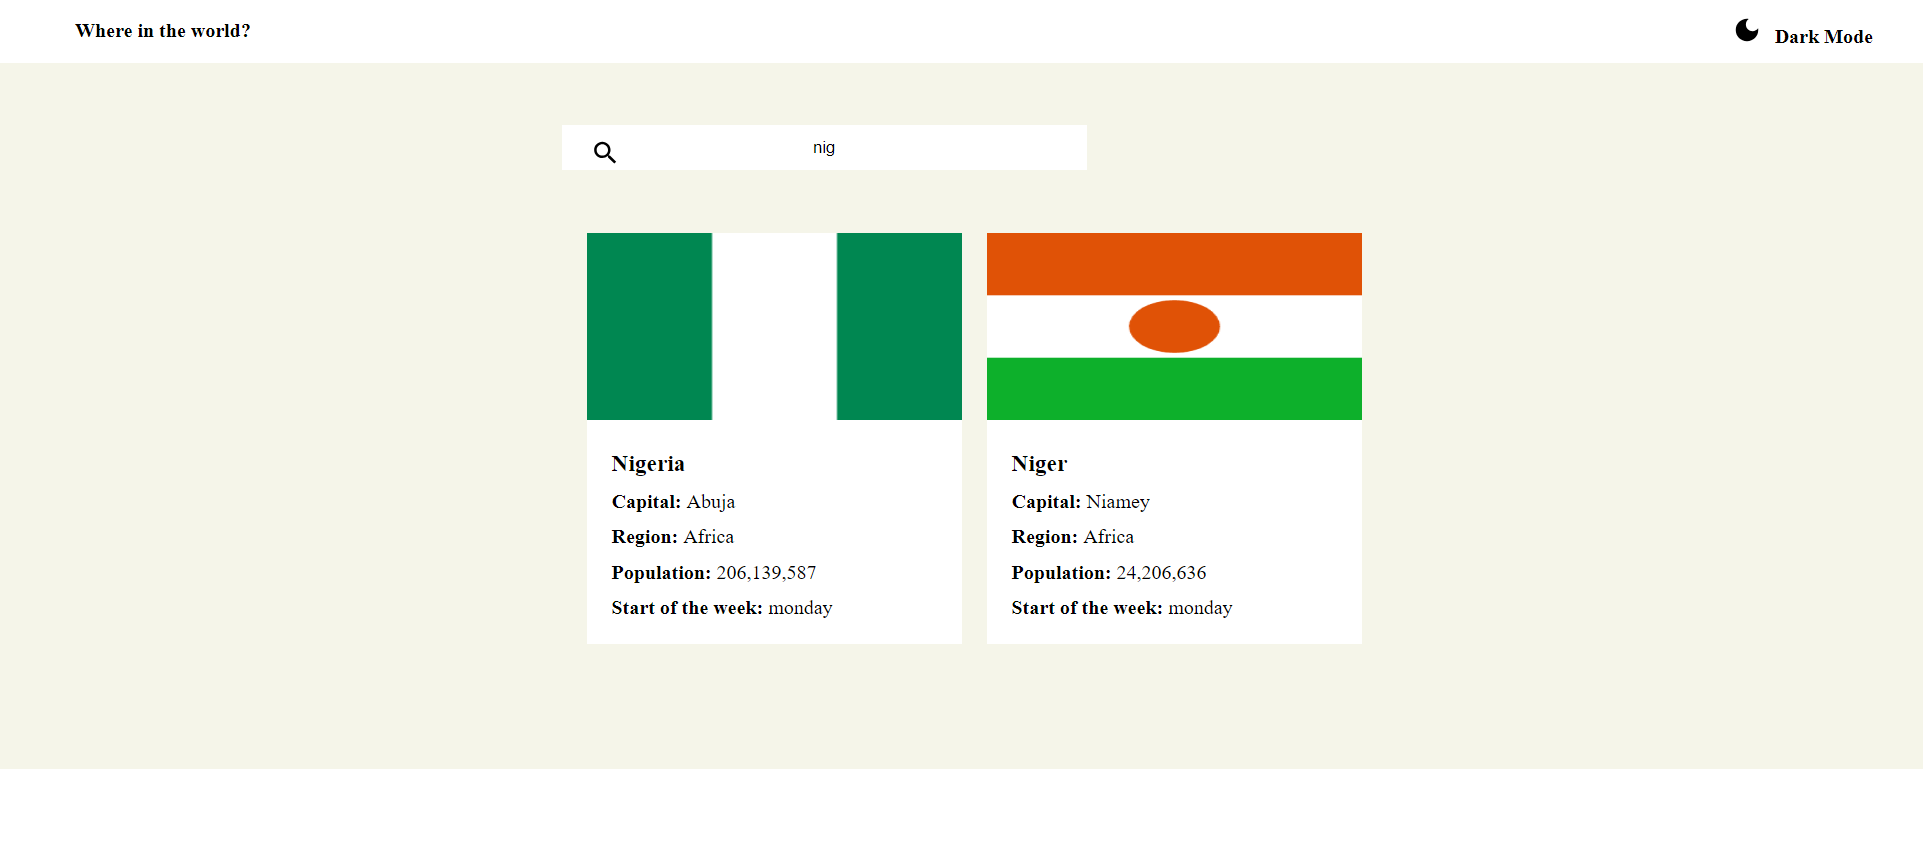 Where in the world?
Dark Mode
nig
Nigeria
Capital: Abuja
Region: Africa
Population: 206,139,587
Start of the week: monday
Niger
Capital: Niamey
Region: Africa
Population: 24,206,636
Start of the week: monday